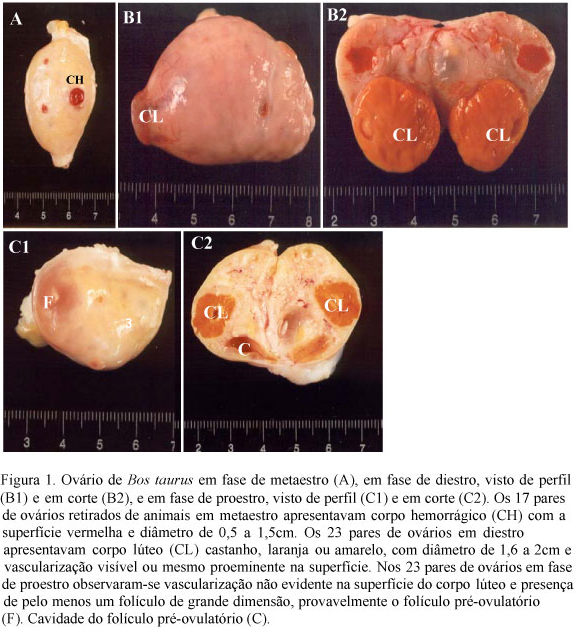 A
CH
4 5 6 7
B1
CL
4 5 6 7 8
B2
CL CL
2 3 4 5 6 7
C1
F
3 4 5 6 7
C2
CL CL
C
2 3 4 5 6 7
Figura 1. Ovário de Bos taurus em fase de metaestro (A), em fase de diestro, visto de perfil
(B1) e em corte (B2), e em fase de proestro, visto de perfil (C1) e em corte (C2). Os 17 pares
de ovários retirados de animais em metaestro apresentavam corpo hemorrágico (CH) com a
superfície vermelha e diâmetro de 0,5 a 1,5cm. Os 23 pares de ovários em diestro
apresentavam corpo lúteo (CL) castanho, laranja ou amarelo, com diâmetro de 1,6 a 2cm e
vascularização visível ou mesmo proeminente na superfície. Nos 23 pares de ovários em fase
de proestro observaram-se vascularização não evidente na superfície do corpo lúteo e presença
de pelo menos um folículo de grande dimensão, provavelmente o folículo pré-ovulatório
(F). Cavidade do folículo pré-ovulatório (C).